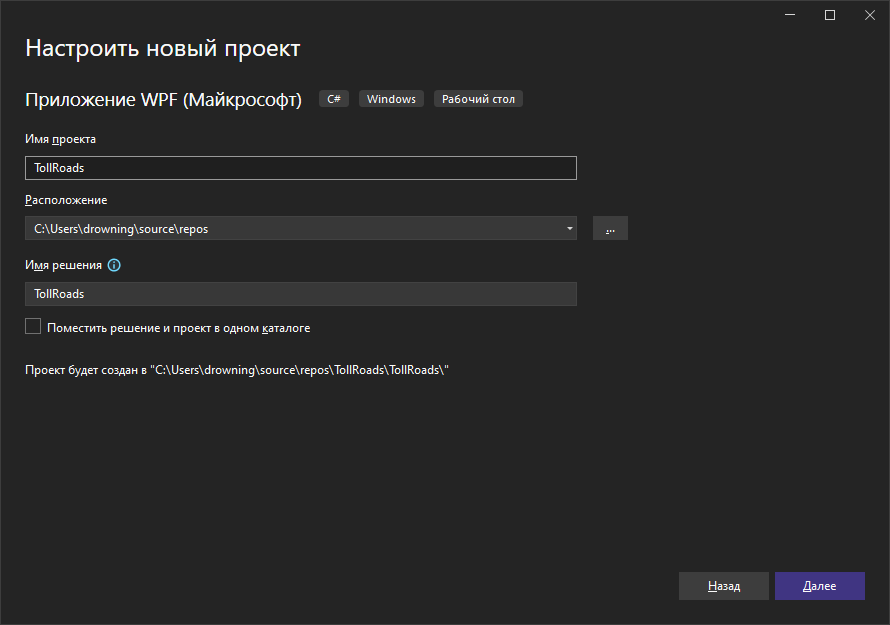 Настроить новый проект
Приложение WPF (Майкрософт) C# Windows Рабочий стол
Имя проекта
TollRoads
Расположение
C:\Users\drowning\source\repos
...
Имя решения
TollRoads
Поместить решение и проект в одном каталоге
Проект будет создан в "C:\Users\drowning\source\repos\TollRoads\TollRoads\"
Назад Далее